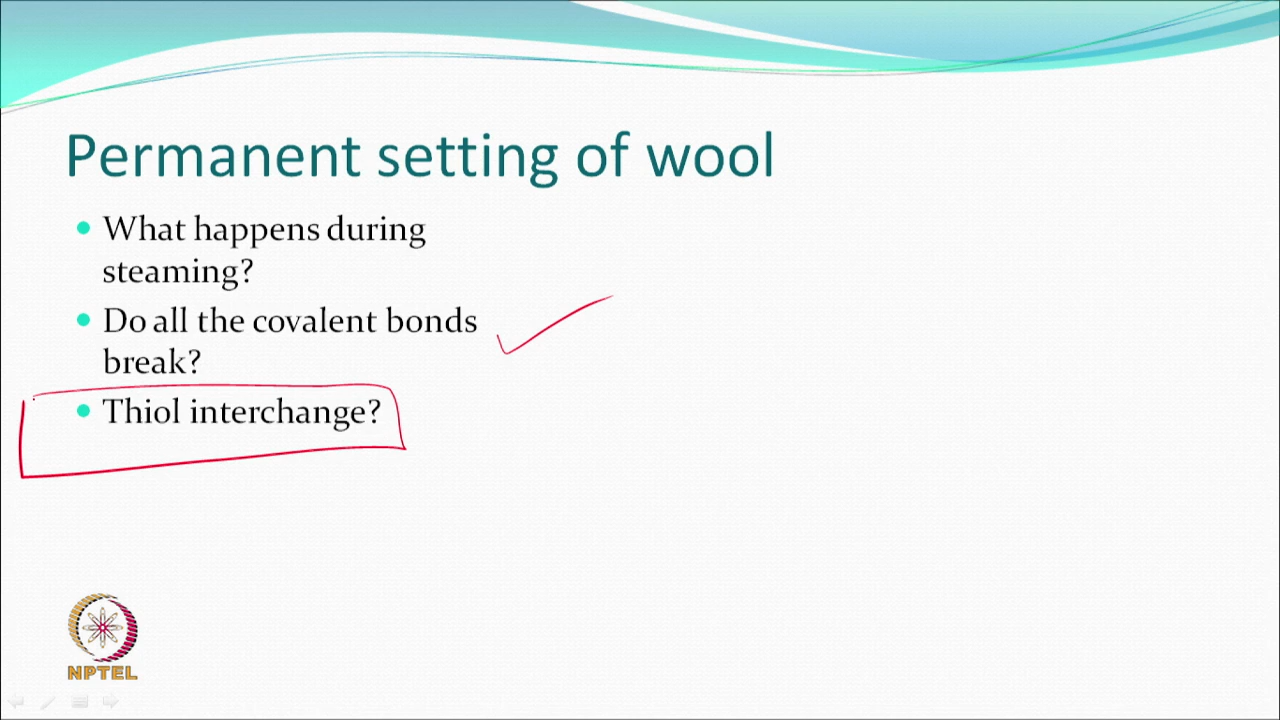 Permanent setting of wool
What happens during
steaming?
Do all the covalent bonds
break?
Thiol interchange?
NPTEL